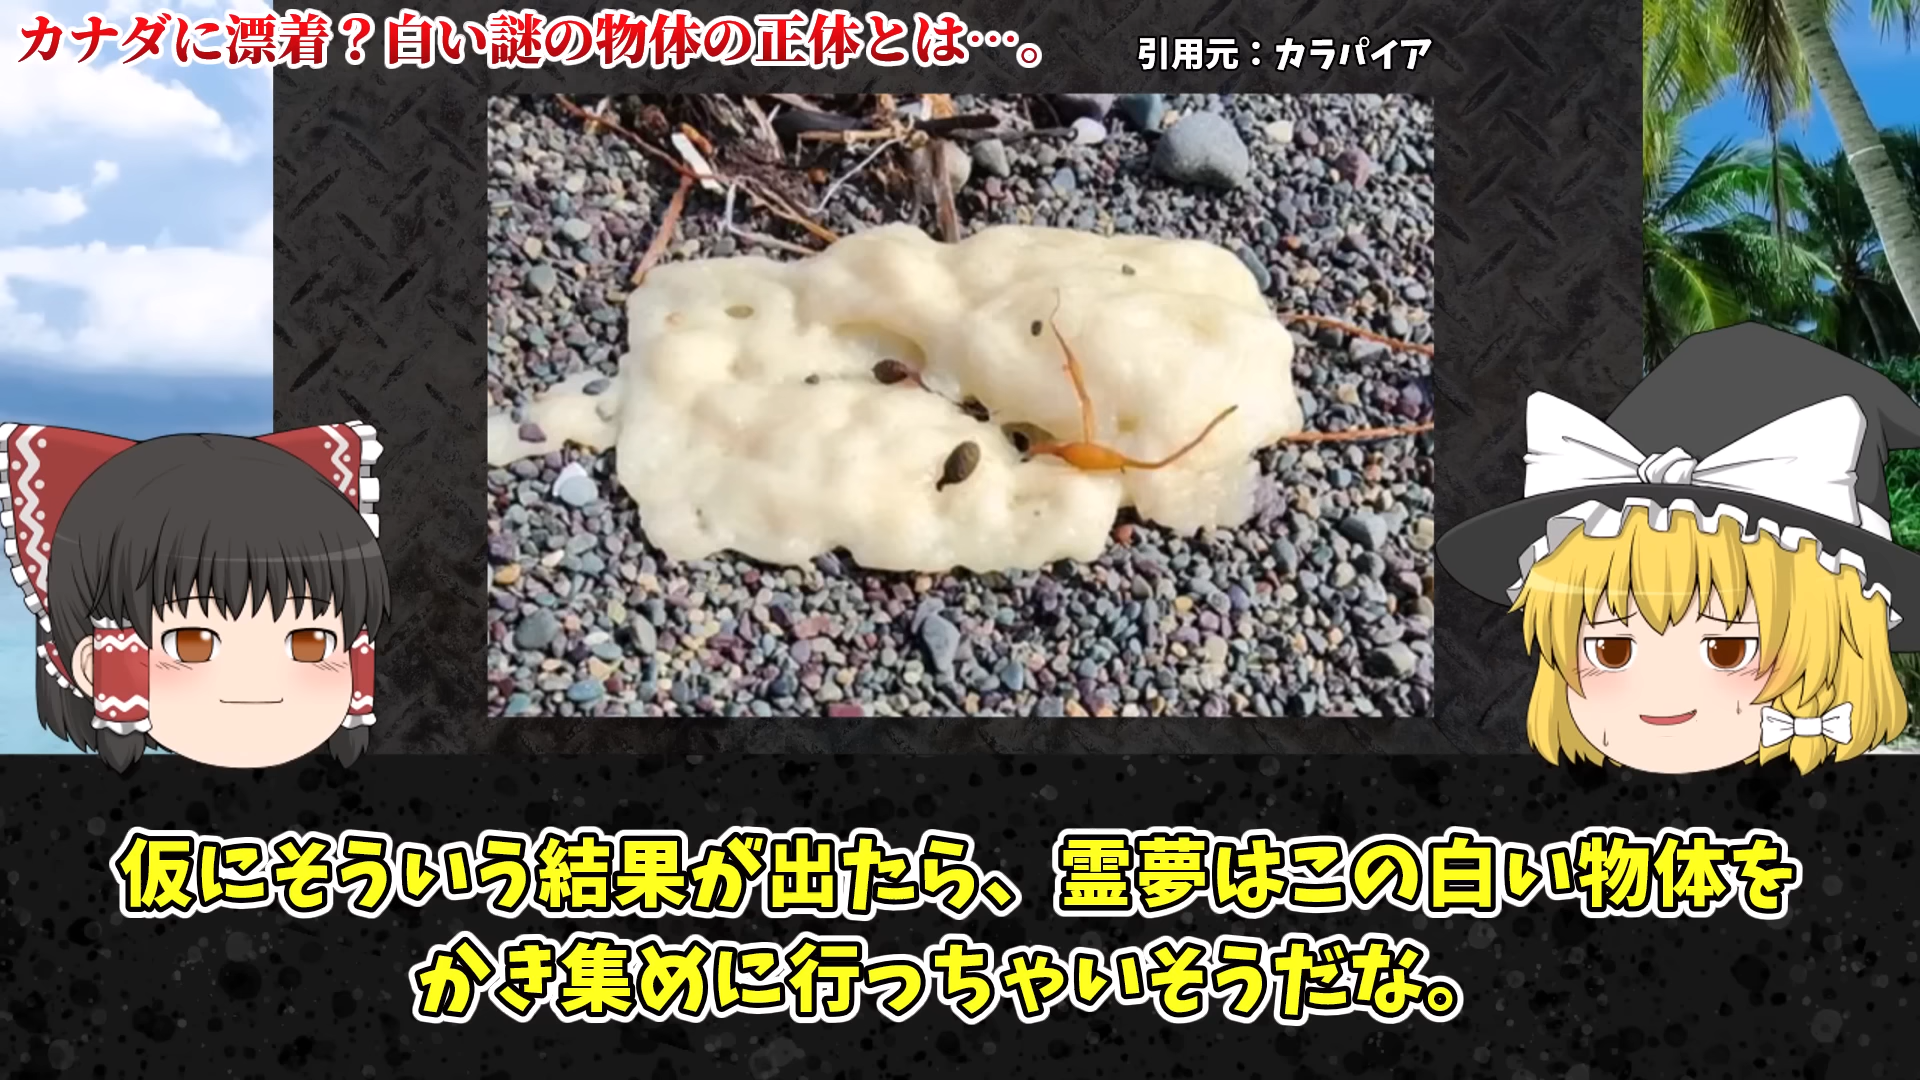 カナダに漂着？白い謎の物体の正体とは…。
引用元：カラパイア
仮にそういう結果が出たら、霊夢はこの白い物体を
かき集めに行っちゃいそうだな。